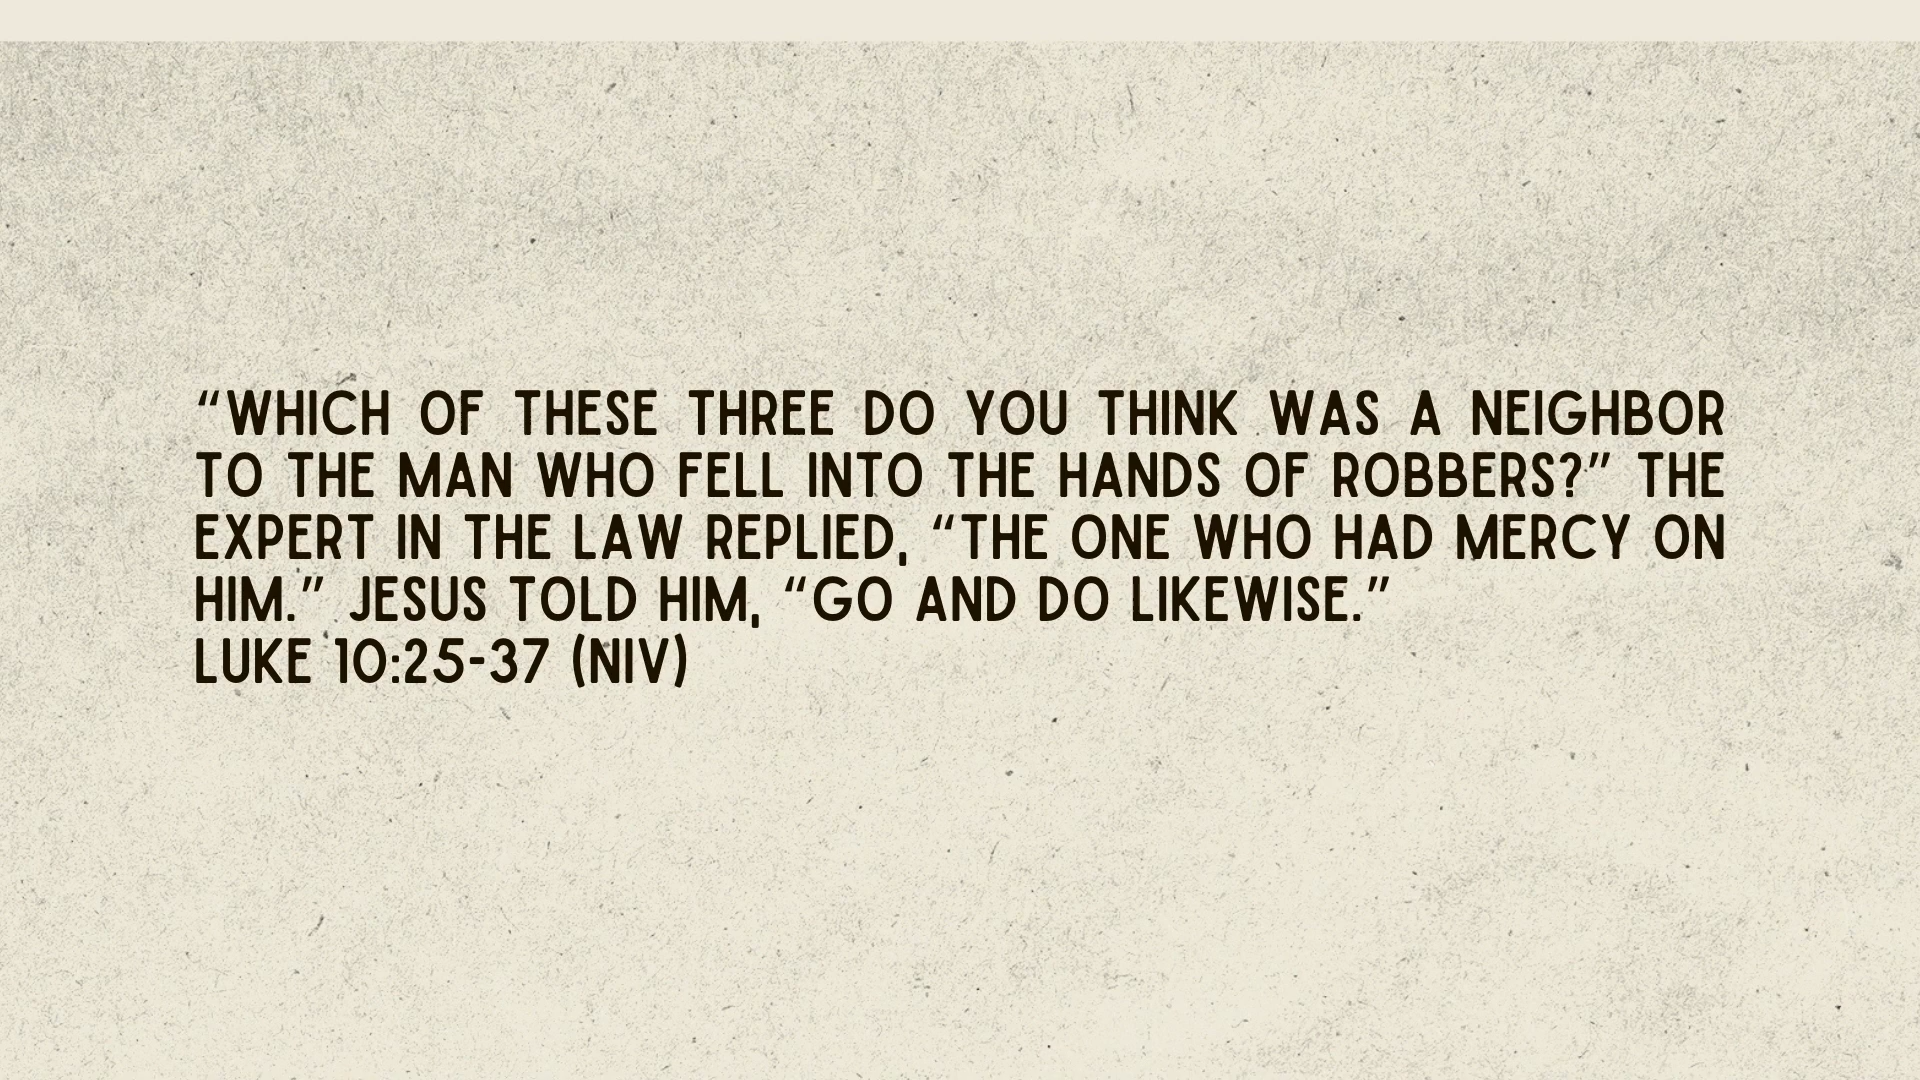 “WHICH OF THESE THREE DO YOU THINK WAS A NEIGHBOR
TO THE MAN WHO FELL INTO THE HANDS OF ROBBERS?” THE
EXPERT IN THE LAW REPLIED, “THE ONE WHO HAD MERCY ON
HIM.” JESUS TOLD HIM, “GO AND DO LIKEWISE.”
LUKE 10:25-37 (NIV)